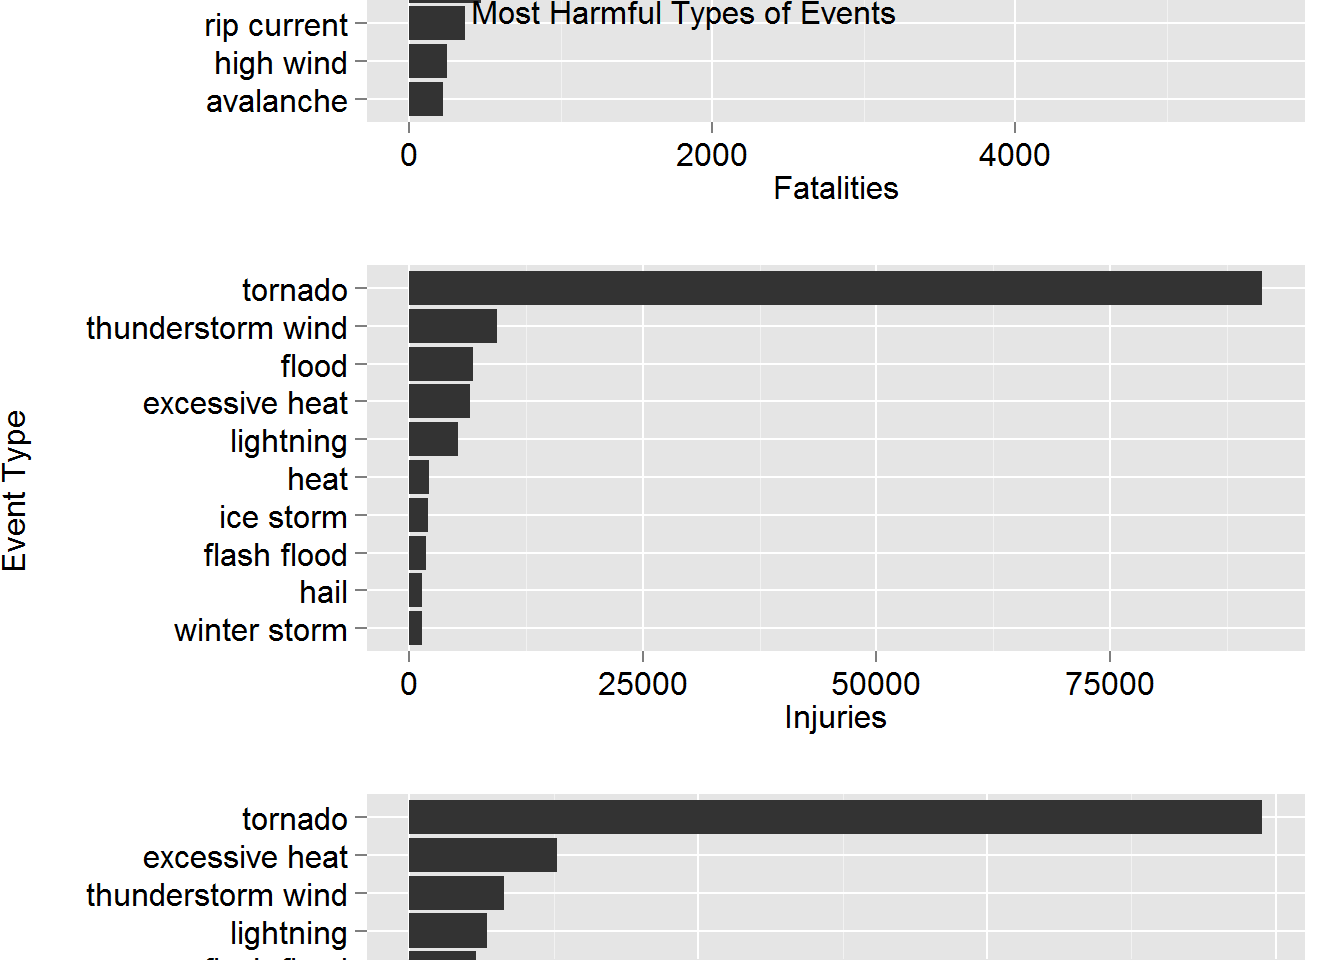 Most Harmful Types of Events
rip current
high wind
avalanche
0 2000 4000
Fatalities
Event Type
tornado
thunderstorm wind
flood
excessive heat
lightning
heat
ice storm
flash flood
hail
winter storm
0 25000 50000 75000
Injuries
tornado
excessive heat
thunderstorm wind
lightning